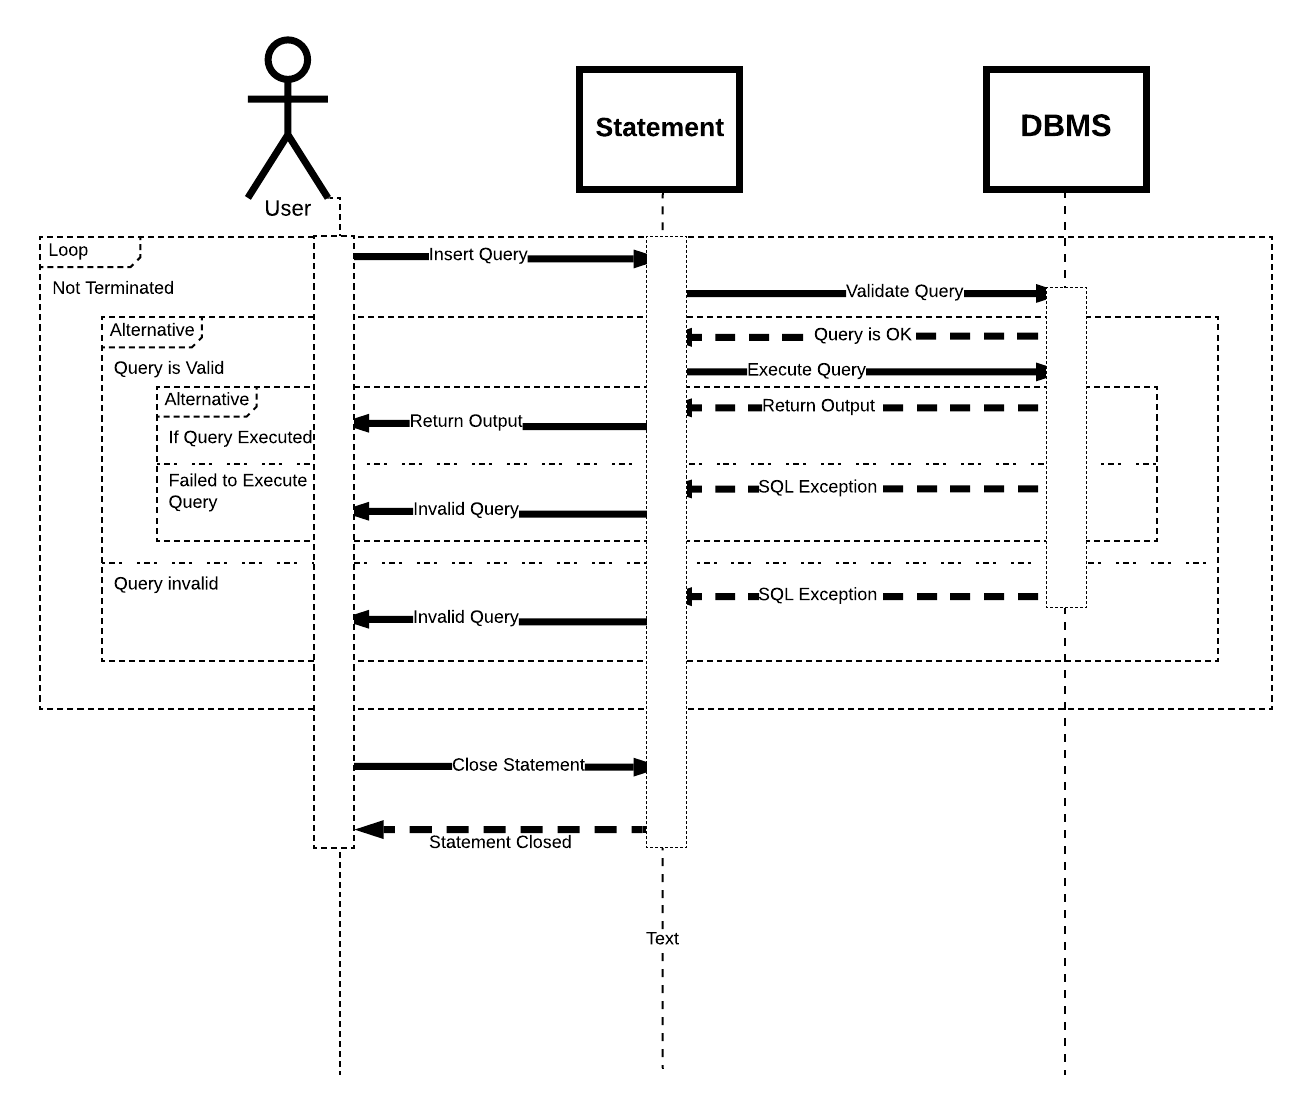 Statement
DBMS
User
Loop
Insert Query
Not Terminated
Validate Query
Alternative
Query is OK
Query is Valid
Execute Query
Alternative
Return Output
Return Output
If Query Executed
Failed to Execute
Query
SQL Exception
Invalid Query
Query invalid
SQL Exception
Invalid Query
Close Statement
Statement Closed
Text